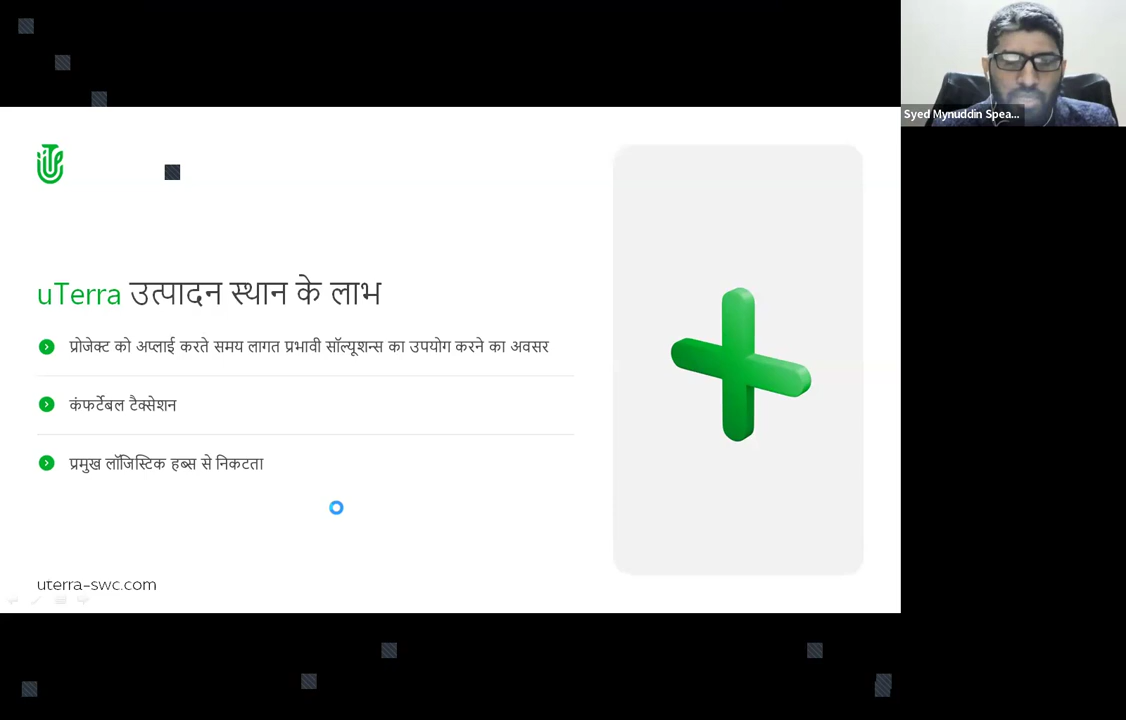 Syed Mynuddin Spea...
uTerra उत्पादन स्थान के लाभ
प्रोजेक्ट को अप्लाई करते समय लागत प्रभावी सॉल्यूशन्स का उपयोग करने का अवसर
कंफर्टेबल टैक्सेशन
प्रमुख लॉजिस्टिक हब्स से निकटता
uterra-swc.com